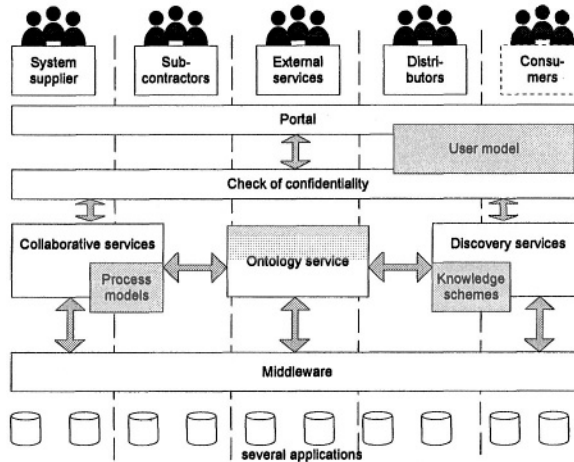 System
supplier
Sub-
contractors
External
services
Distri-
butors
Consu-
mers
Portal
User model
Check of confidentiality
Collaborative services
Process
models
Ontology service
Discovery services
Knowledge
schemes
Middleware
several applications